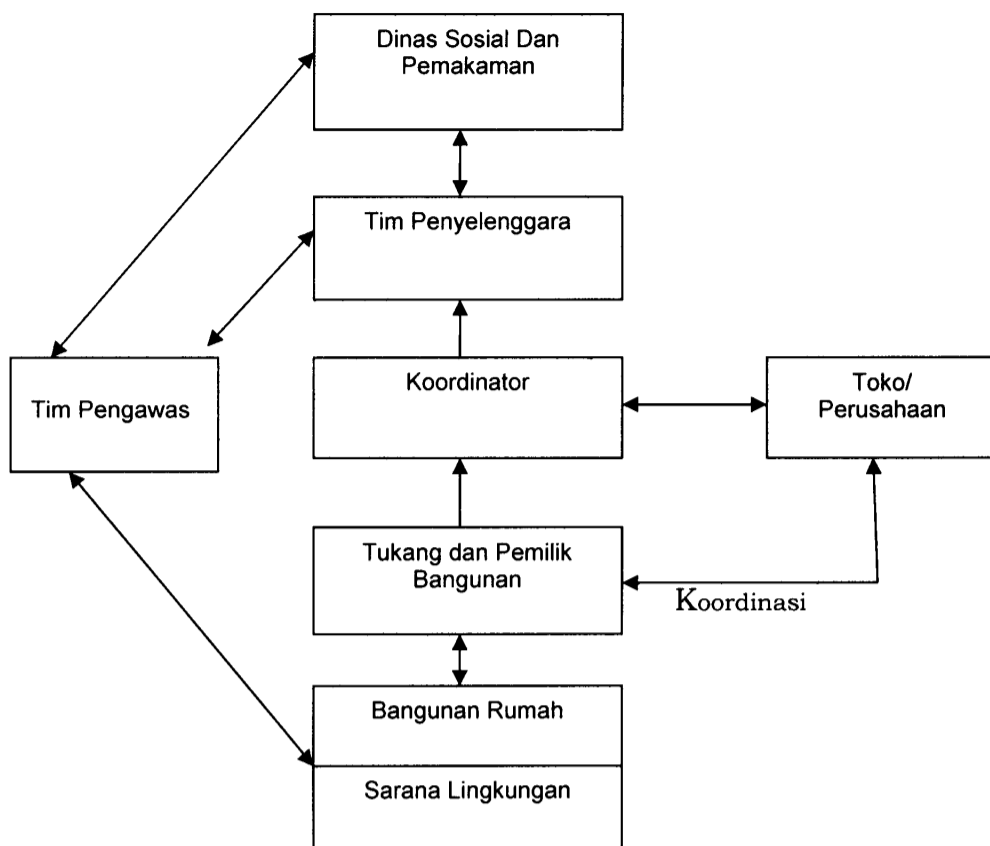 Dinas Sosial Dan
Pemakaman
Tim Penyelenggara
Koordinator
Toko/
Perusahaan
Tim Pengawas
Tukang dan Pemilik
Bangunan
Koordinasi
Bangunan Rumah
Sarana Lingkungan